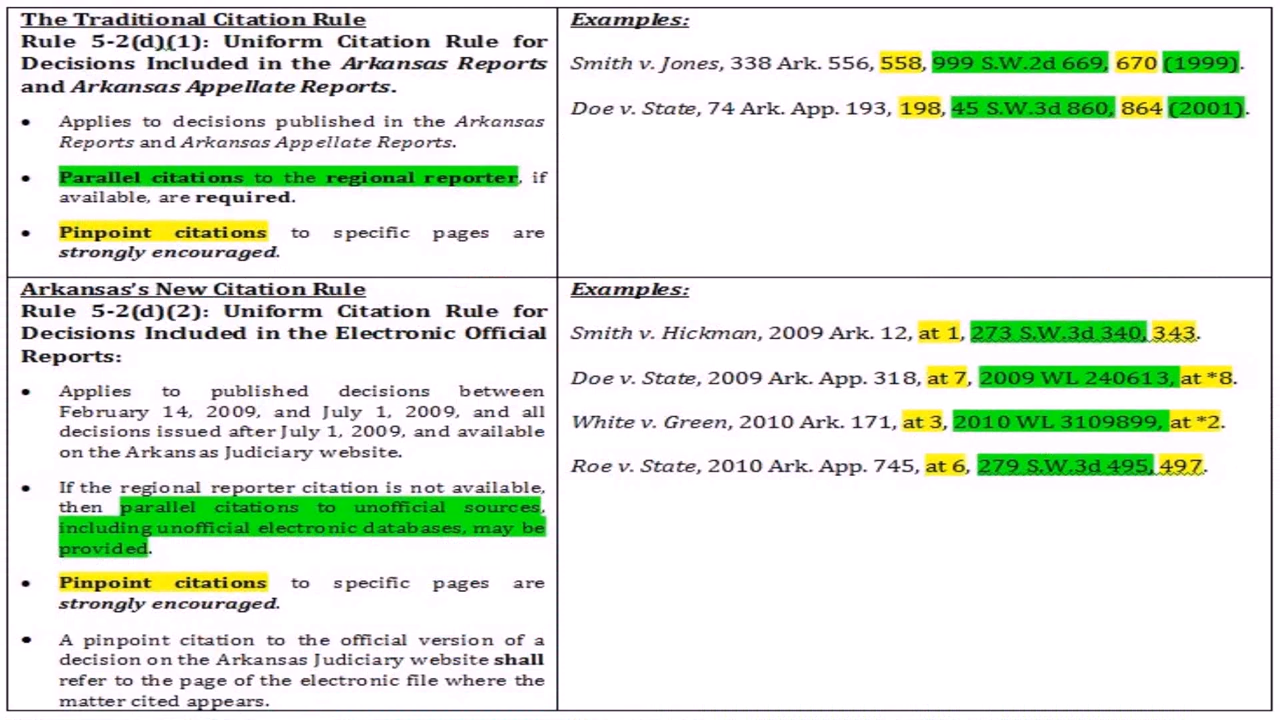 The Traditional Citation Rule
Rule 5-2(d)(1): Uniform Citation Rule for
Decisions Included in the Arkansas Reports
and Arkansas Appellate Reports.
• Applies to decisions published in the Arkansas
Reports and Arkansas Appellate Reports.
• Parallel citations to the regional reporter, if
available, are required.
• Pinpoint citations to specific pages are
strongly encouraged.
Examples:
Smith v. Jones, 338 Ark. 556, 558, 999 S.W.2d 669, 670 (1999).
Doe v. State, 74 Ark. App. 193, 198, 45 S.W.3d 860, 864 (2001).
Arkansas's New Citation Rule
Rule 5-2(d)(2): Uniform Citation Rule for
Decisions Included in the Electronic Official
Reports:
• Applies to published decisions between
February 14, 2009, and July 1, 2009, and all
decisions issued after July 1, 2009, and available
on the Arkansas Judiciary website.
• If the regional reporter citation is not available,
then parallel citations to unofficial sources,
including unofficial electronic databases, may be
provided.
• Pinpoint citations to specific pages are
strongly encouraged.
• A pinpoint citation to the official version of a
decision on the Arkansas Judiciary website shall
refer to the page of the electronic file where the
matter cited appears.
Examples:
Smith v. Hickman, 2009 Ark. 12, at 1, 273 S.W.3d 340, 343.
Doe v. State, 2009 Ark. App. 318, at 7, 2009 WL 240613, at *8.
White v. Green, 2010 Ark. 171, at 3, 2010 WL 3109899, at *2.
Roe v. State, 2010 Ark. App. 745, at 6, 279 S.W.3d 495, 497.